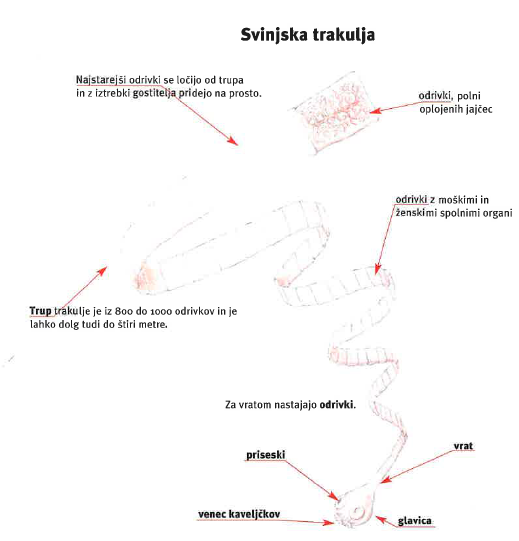 Svinjska trakulja
Najstarejši odrivki se ločijo od trupa
in z iztrebki gostitelja pridejo na prosto.
odrivki, polni
oplojenih jajčec
odrivki z moškimi in
ženskimi spolnimi organi
Trup trakulje je iz 800 do 1000 odrivkov in je
lahko dolg tudi do štiri metre.
Za vratom nastajajo odrivki.
vrat
priseski
venec kaveljčkov
glavica